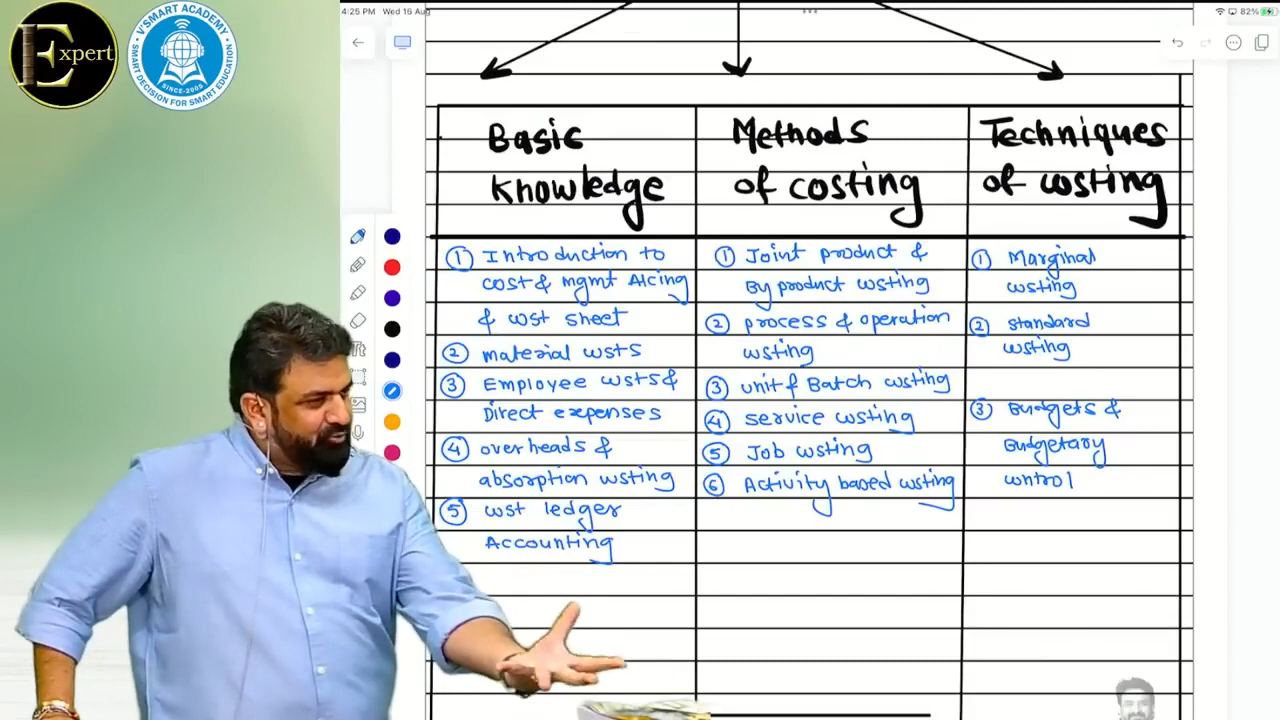 Expert
V'SMART ACADEMY
SMART DECISION FOR SMART EDUCATION
SINCE-2005
4:25 PM Wed 16 Aug
82%
Basic
Knowledge
① Introduction to
cost & mgmt A/cing
& cost sheet
② material costs
③ Employee costs &
Direct expenses
④ overheads &
absorption costing
⑤ cost ledger
Accounting
Methods
of costing
① Joint product &
By product costing
② process & operation
costing
③ unit & Batch costing
④ service costing
⑤ Job costing
⑥ Activity based costing
Techniques
of costing
① Marginal
costing
② standard
costing
③ Budgets &
Budgetary
control
Tt